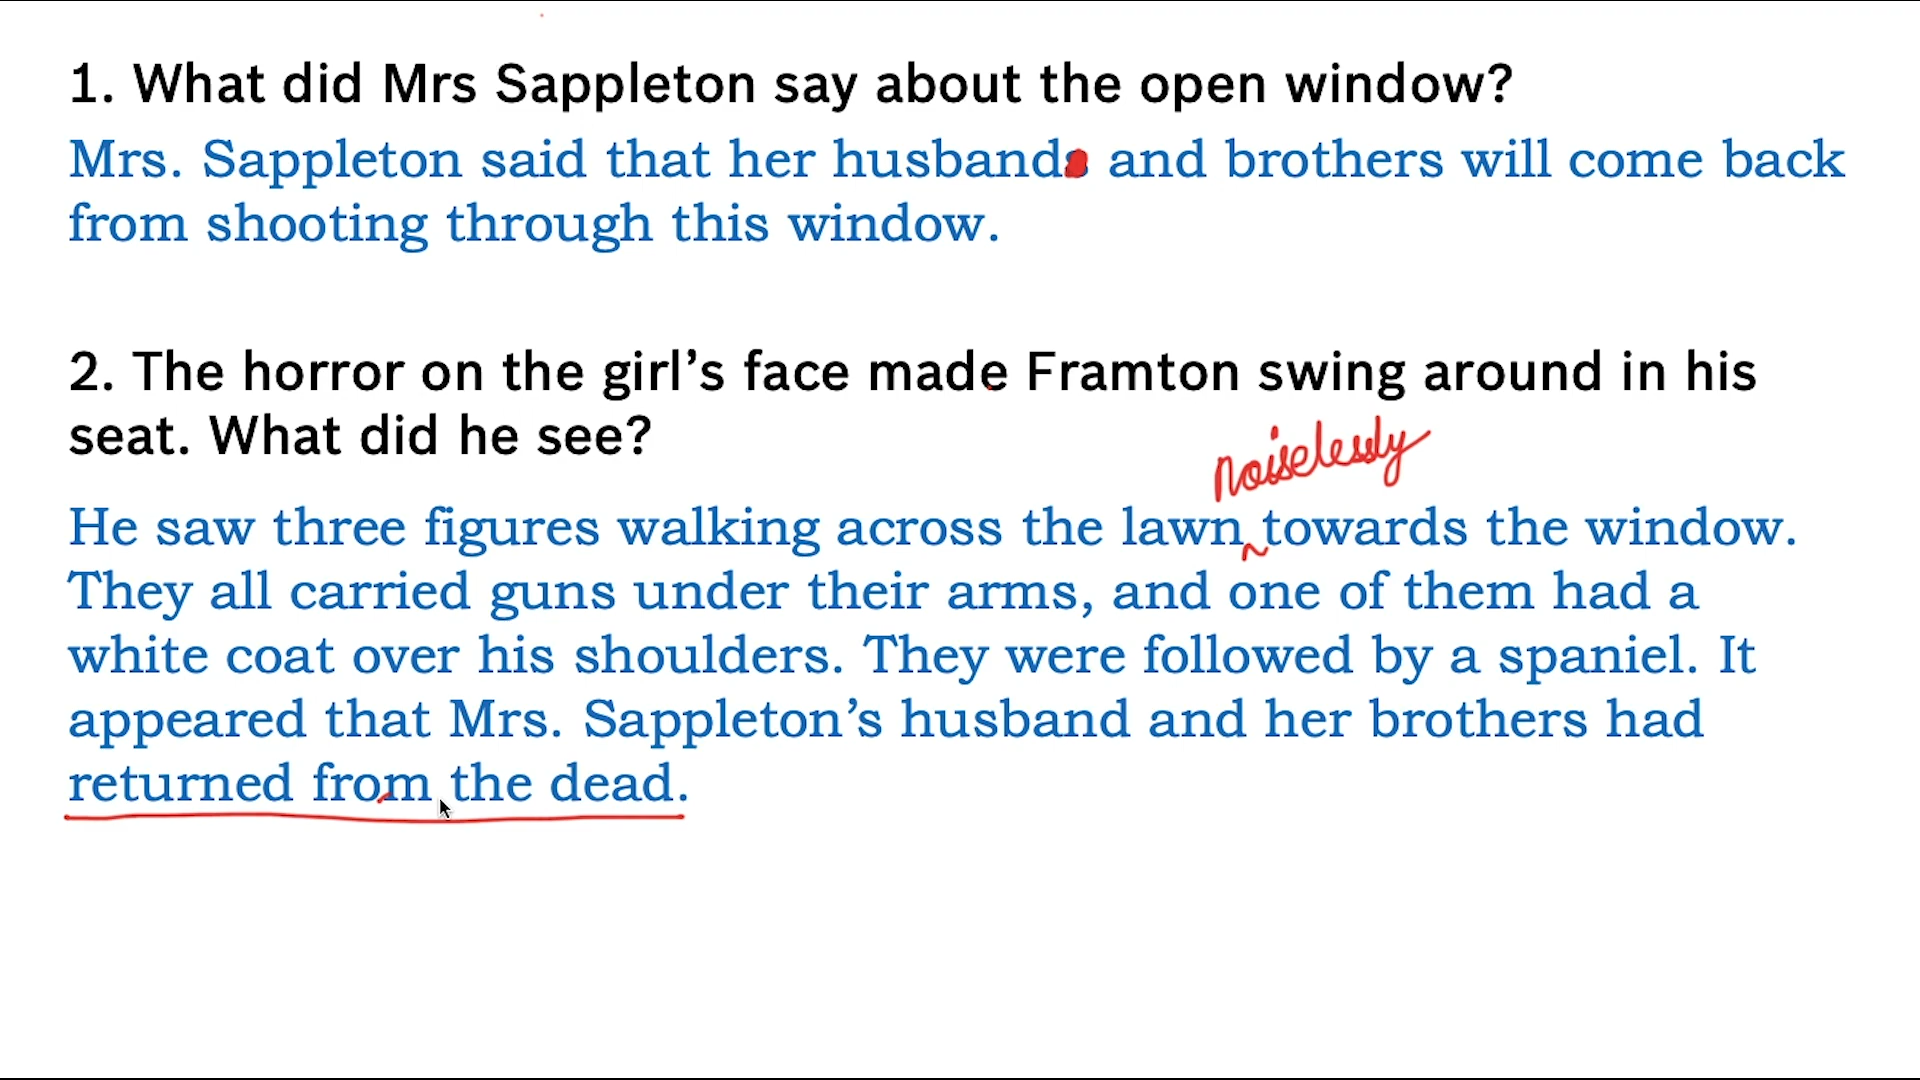 1. What did Mrs Sappleton say about the open window?
Mrs. Sappleton said that her husband and brothers will come back
from shooting through this window.
2. The horror on the girl’s face made Framton swing around in his
seat. What did he see?
noiselessly
He saw three figures walking across the lawn towards the window.
They all carried guns under their arms, and one of them had a
white coat over his shoulders. They were followed by a spaniel. It
appeared that Mrs. Sappleton’s husband and her brothers had
returned from the dead.